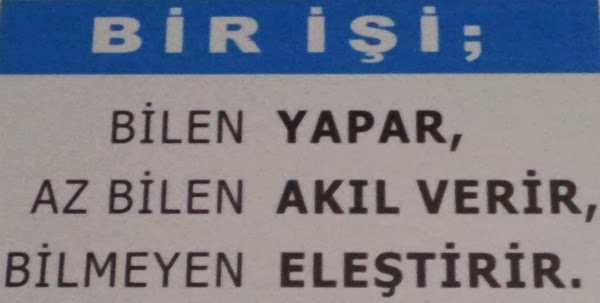 BİR İŞİ;
BİLEN YAPAR,
AZ BİLEN AKIL VERİR,
BİLMEYEN ELEŞTİRİR.